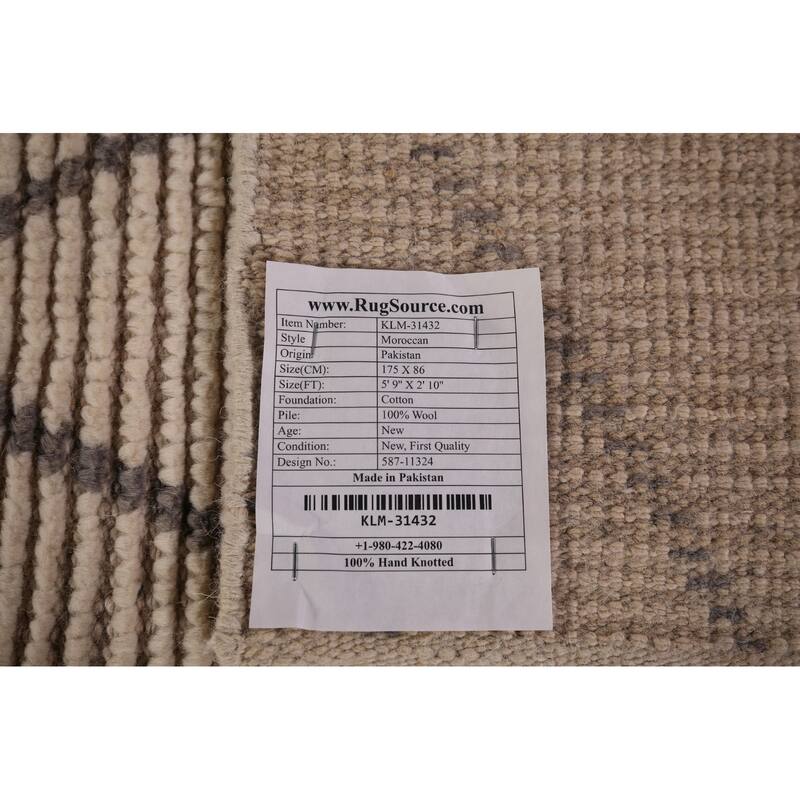 www.RugSource.com
Item Number: KLM-31432
Style Moroccan
Origin Pakistan
Size(CM): 175 X 86
Size(FT): 5' 9" X 2' 10"
Foundation: Cotton
Pile: 100% Wool
Age: New
Condition: New, First Quality
Design No.: 587-11324
Made in Pakistan
KLM-31432
+1-980-422-4080
100% Hand Knotted